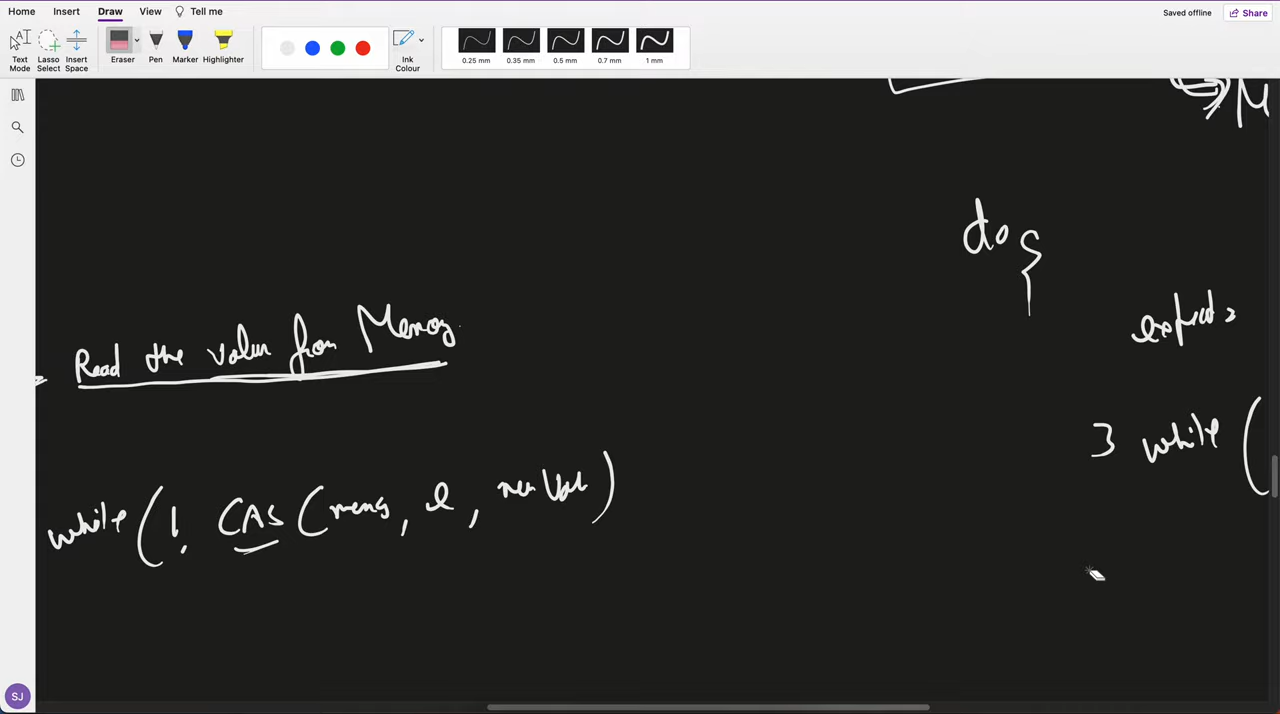 Home Insert Draw View Tell me
Saved offline Share
Text Mode Lasso Select Insert Space Eraser Pen Marker Highlighter Ink Colour 0.25 mm 0.35 mm 0.5 mm 0.7 mm 1 mm
M
do {
Read the value from Memory
} while (
while (! CAS (mem, e, newVal)
SJ